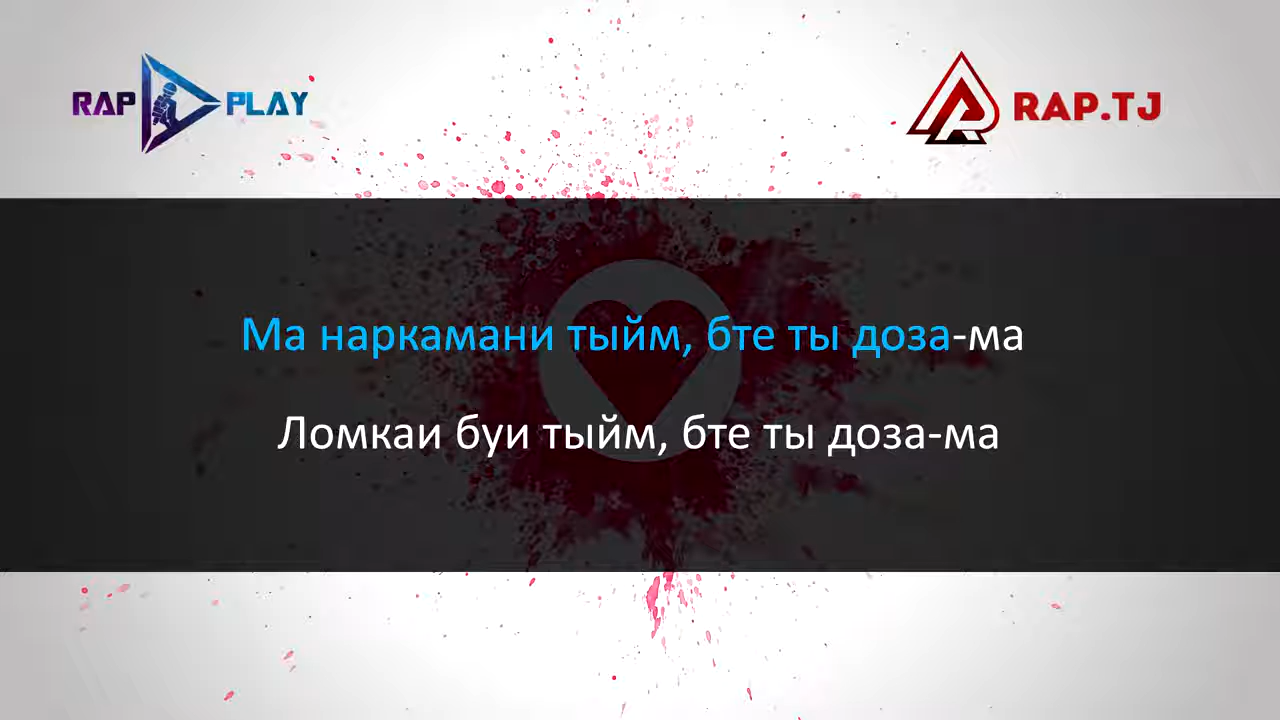 RAP PLAY
RAP.TJ
Ма наркамани тыйм, бте ты доза-ма
Ломкаи буи тыйм, бте ты доза-ма